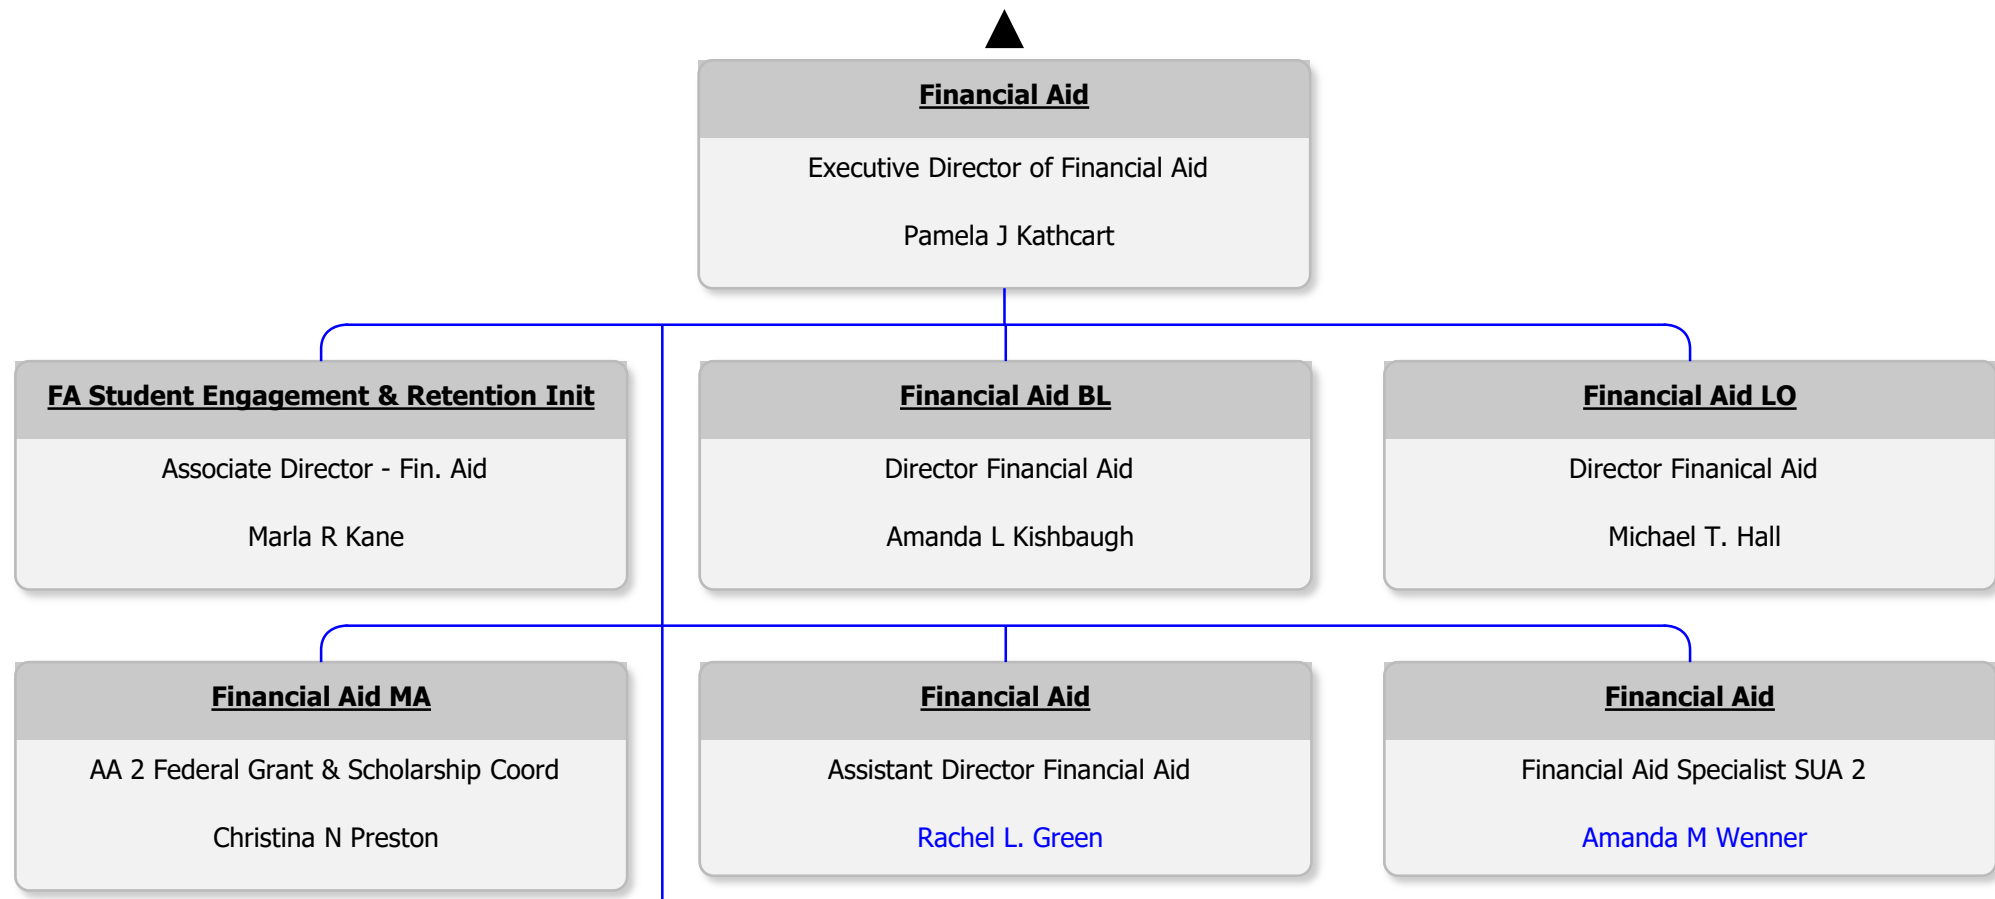 Financial Aid
Executive Director of Financial Aid
Pamela J Kathcart
FA Student Engagement & Retention Init
Associate Director - Fin. Aid
Marla R Kane
Financial Aid BL
Director Financial Aid
Amanda L Kishbaugh
Financial Aid LO
Director Finanical Aid
Michael T. Hall
Financial Aid MA
AA 2 Federal Grant & Scholarship Coord
Christina N Preston
Financial Aid
Assistant Director Financial Aid
Rachel L. Green
Financial Aid
Financial Aid Specialist SUA 2
Amanda M Wenner